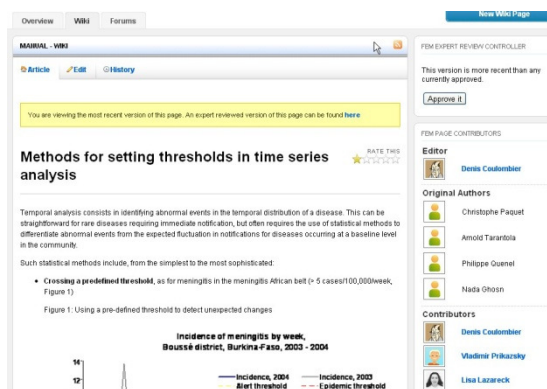 Overview Wiki Forums
New Wiki Page
MANUAL - WIKI
Article Edit History
You are viewing the most recent version of this page. An expert reviewed version of this page can be found here
RATE THIS
Methods for setting thresholds in time series
analysis
Temporal analysis consists in identifying abnormal events in the temporal distribution of a disease. This can be
straightforward for rare diseases requiring immediate notification, but often requires the use of statistical methods to
differentiate abnormal events from the expected fluctuation in notifications for diseases occurring at a baseline level
in the community.
Such statistical methods include, from the simplest to the most sophisticated:
• Crossing a predefined threshold, as for meningitis in the meningitis African belt (> 5 cases/100,000/week,
Figure 1)
Figure 1: Using a pre-defined threshold to detect unexpected changes
Incidence of meningitis by week,
Boussé district, Burkina-Faso, 2003 - 2004
14
12
Incidence, 2004 Incidence, 2003
Alert threshold Epidemic threshold
FEM EXPERT REVIEW CONTROLLER
This version is more recent than any
currently approved.
Approve it
FEM PAGE CONTRIBUTORS
Editor
Denis Coulombier
Original Authors
Christophe Paquet
Arnold Tarantola
Philippe Quenel
Nada Ghosn
Contributors
Denis Coulombier
Vladimir Prikazsky
Lisa Lazareck